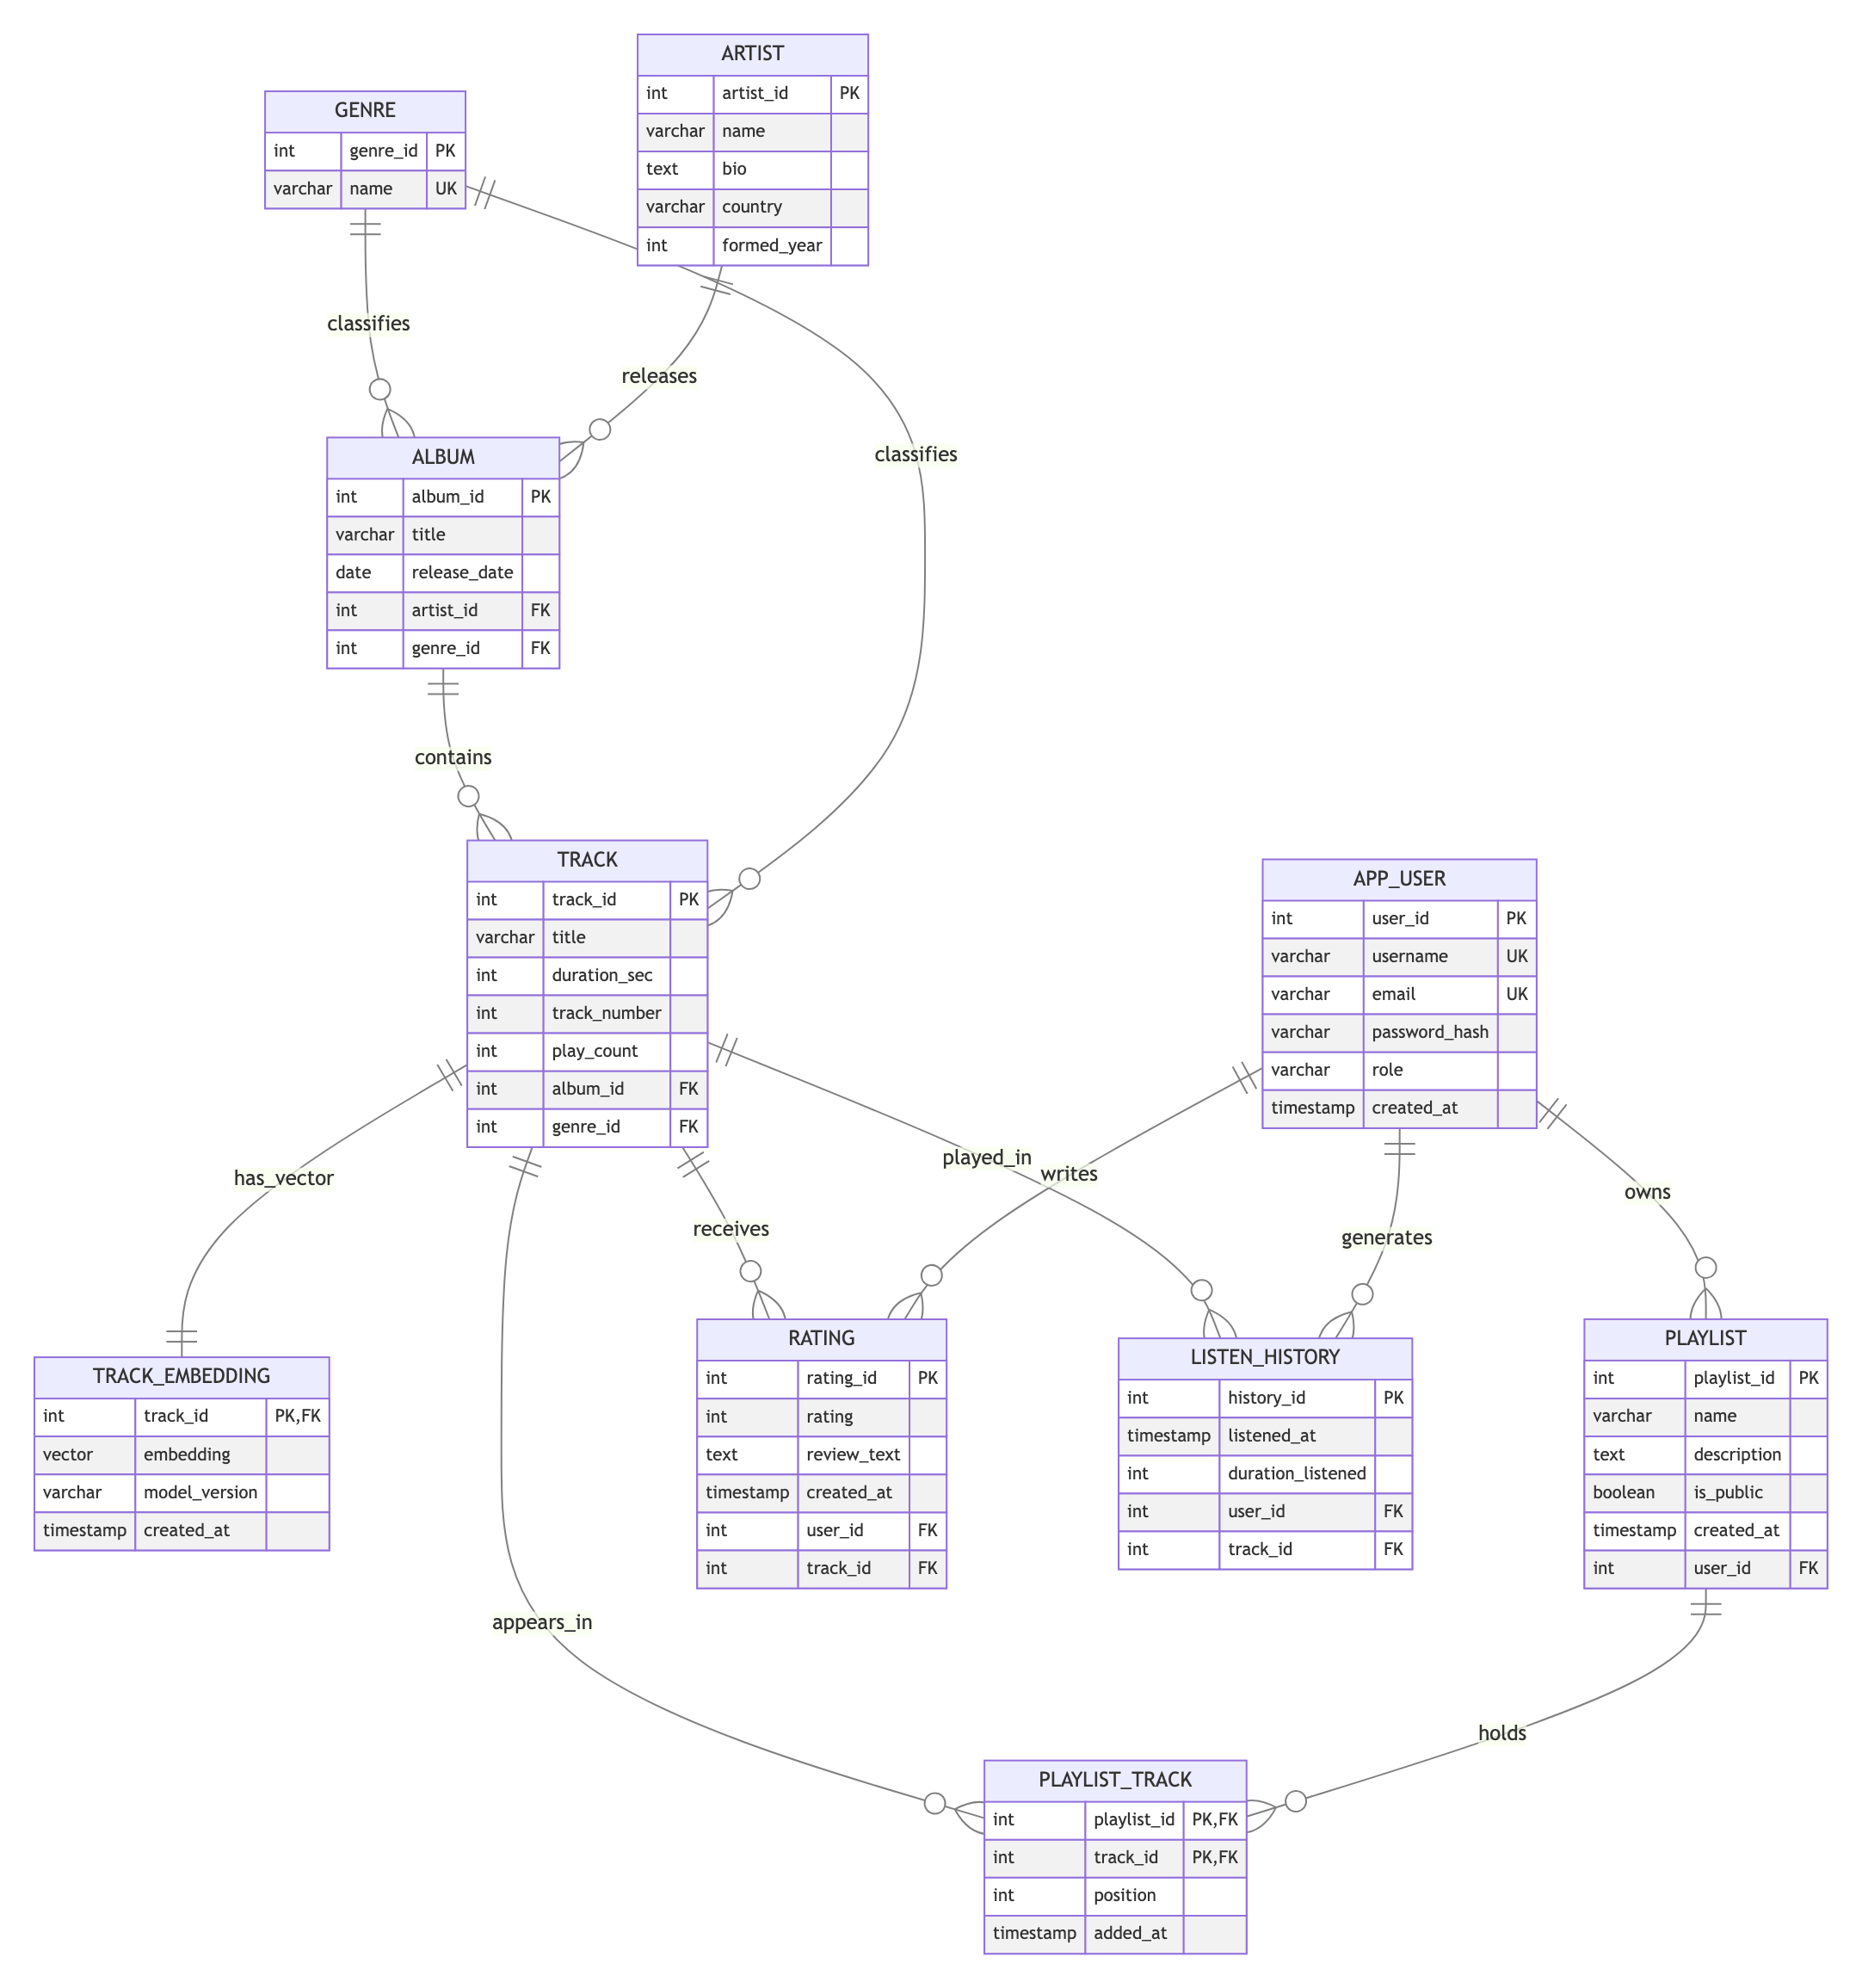 ARTIST
int artist_id PK
varchar name
text bio
varchar country
int formed_year
GENRE
int genre_id PK
varchar name UK
classifies
releases
classifies
ALBUM
int album_id PK
varchar title
date release_date
int artist_id FK
int genre_id FK
contains
TRACK
int track_id PK
varchar title
int duration_sec
int track_number
int play_count
int album_id FK
int genre_id FK
APP_USER
int user_id PK
varchar username UK
varchar email UK
varchar password_hash
varchar role
timestamp created_at
has_vector
receives
played_in
writes
generates
owns
TRACK_EMBEDDING
int track_id PK,FK
vector embedding
varchar model_version
timestamp created_at
RATING
int rating_id PK
int rating
text review_text
timestamp created_at
int user_id FK
int track_id FK
LISTEN_HISTORY
int history_id PK
timestamp listened_at
int duration_listened
int user_id FK
int track_id FK
PLAYLIST
int playlist_id PK
varchar name
text description
boolean is_public
timestamp created_at
int user_id FK
appears_in
holds
PLAYLIST_TRACK
int playlist_id PK,FK
int track_id PK,FK
int position
timestamp added_at